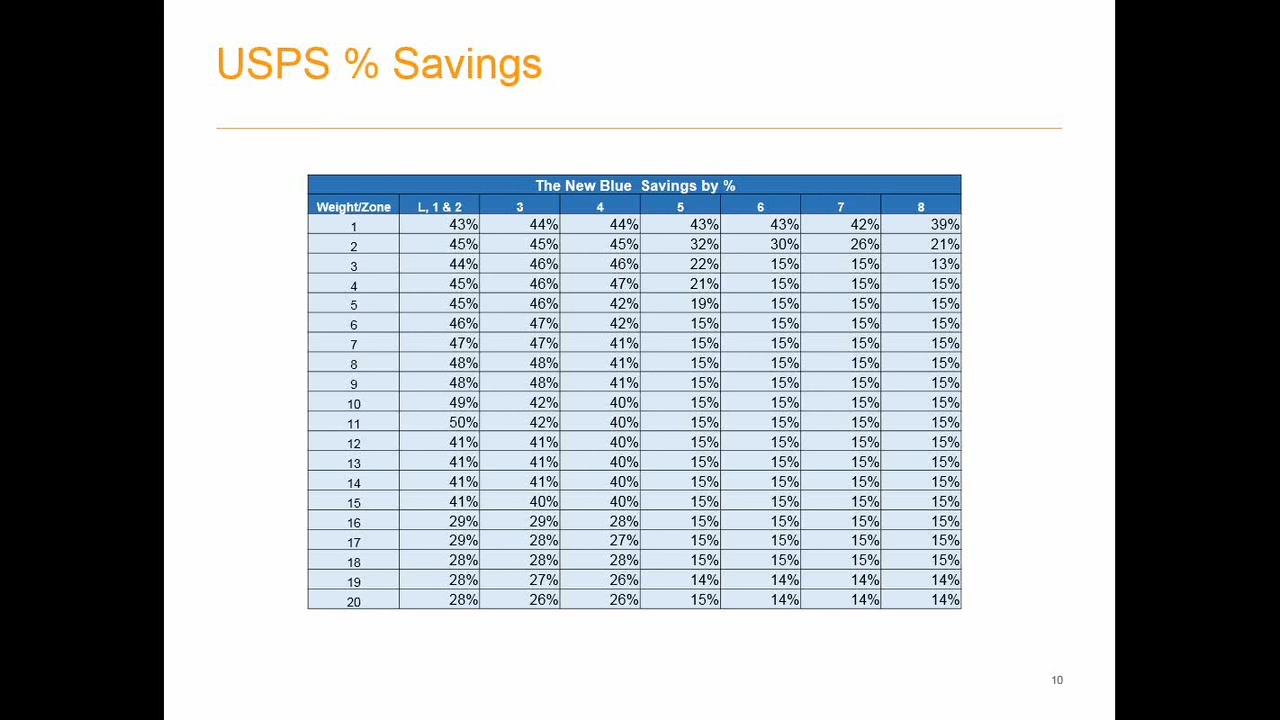 USPS % Savings
The New Blue  Savings by %
Weight/Zone L, 1 & 2 3 4 5 6 7 8
1 43% 44% 44% 43% 43% 42% 39%
2 45% 45% 45% 32% 30% 26% 21%
3 44% 46% 46% 22% 15% 15% 13%
4 45% 46% 47% 21% 15% 15% 15%
5 45% 46% 42% 19% 15% 15% 15%
6 46% 47% 42% 15% 15% 15% 15%
7 47% 47% 41% 15% 15% 15% 15%
8 48% 48% 41% 15% 15% 15% 15%
9 48% 48% 41% 15% 15% 15% 15%
10 49% 42% 40% 15% 15% 15% 15%
11 50% 42% 40% 15% 15% 15% 15%
12 41% 41% 40% 15% 15% 15% 15%
13 41% 41% 40% 15% 15% 15% 15%
14 41% 41% 40% 15% 15% 15% 15%
15 41% 40% 40% 15% 15% 15% 15%
16 29% 29% 28% 15% 15% 15% 15%
17 29% 28% 27% 15% 15% 15% 15%
18 28% 28% 28% 15% 15% 15% 15%
19 28% 27% 26% 14% 14% 14% 14%
20 28% 26% 26% 15% 14% 14% 14%
10